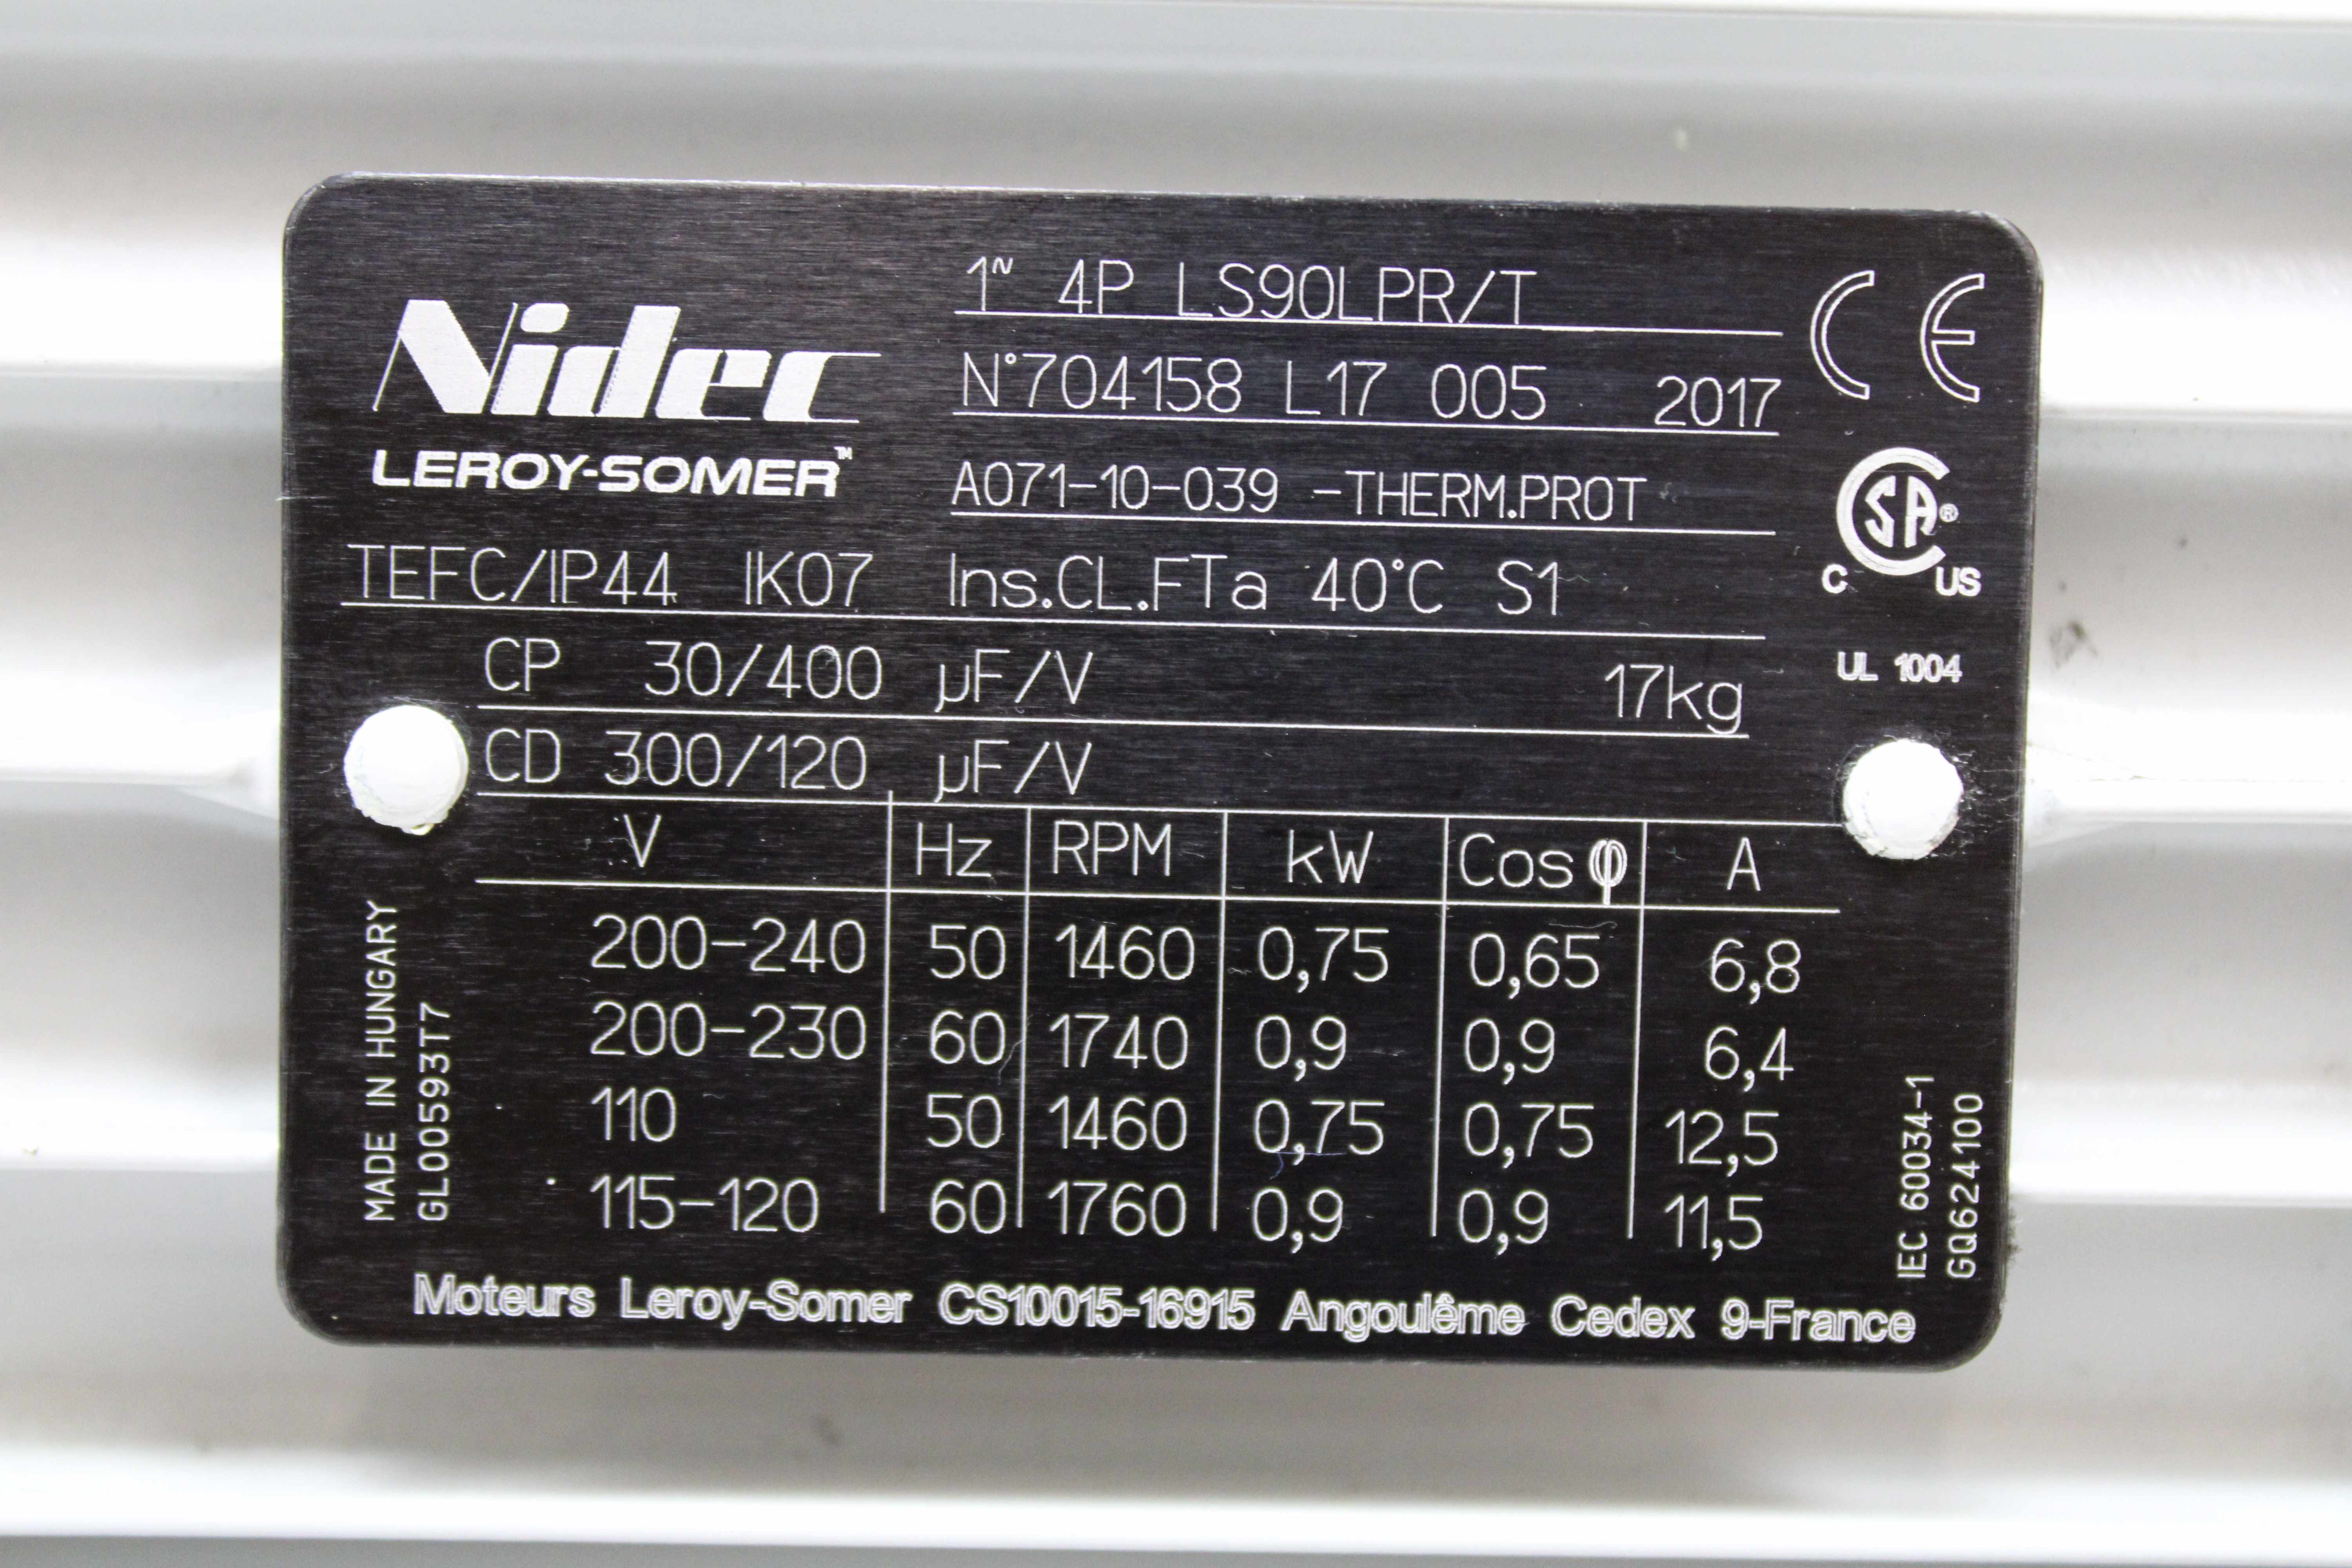 Nidec
LEROY-SOMER™
1~ 4P LS90LPR/T
N°704158 L17 005 2017
A071-10-039 -THERM.PROT
CE
CSA®
C US
UL 1004
TEFC/IP44 IK07 Ins.CL.FTa 40°C S1
CP 30/400 µF/V 17kg
CD 300/120 µF/V
V Hz RPM kW Cos φ A
200-240 50 1460 0,75 0,65 6,8
200-230 60 1740 0,9 0,9 6,4
110 50 1460 0,75 0,75 12,5
115-120 60 1760 0,9 0,9 11,5
MADE IN HUNGARY
GL00593T7
IEC 60034-1
GQ624100
Moteurs Leroy-Somer CS10015-16915 Angoulême Cedex 9-France